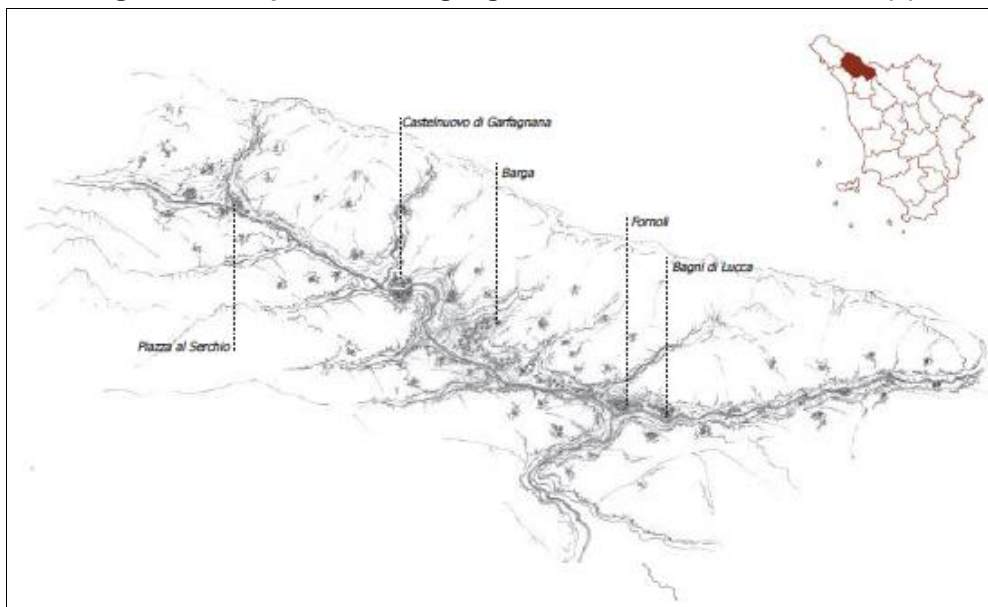 Castelnuovo di Garfagnana
Barga
Fornoli
Bagni di Lucca
Piazza al Serchio